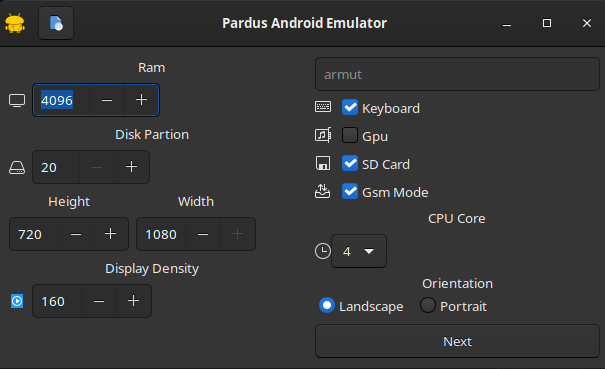 Pardus Android Emulator
Ram
4096
Disk Partion
20
Height Width
720 1080
Display Density
160
armut
Keyboard
Gpu
SD Card
Gsm Mode
CPU Core
4
Orientation
Landscape Portrait
Next